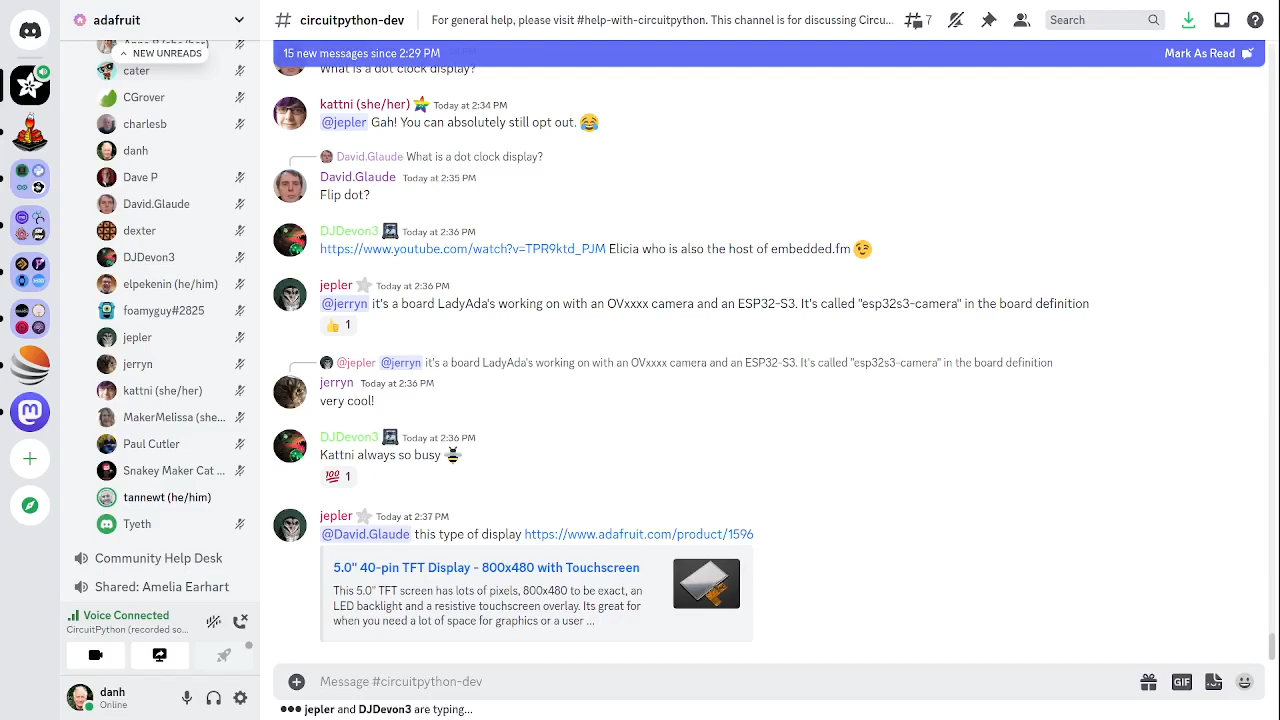 adafruit
# circuitpython-dev
For general help, please visit #help-with-circuitpython. This channel is for discussing Circu...
7
Search
NEW UNREADS
cater
CGrover
charlesb
danh
Dave P
David.Glaude
dexter
DJDevon3
elpekenin (he/him)
foamyguy#2825
jepler
jerryn
kattni (she/her)
MakerMelissa (she...
Paul Cutler
Snakey Maker Cat ...
tannewt (he/him)
Tyeth
Community Help Desk
Shared: Amelia Earhart
Voice Connected
CircuitPython (recorded so...
danh
Online
15 new messages since 2:29 PM
Mark As Read
What is a dot clock display?
kattni (she/her) Today at 2:34 PM
@jepler Gah! You can absolutely still opt out. 😂
David.Glaude What is a dot clock display?
David.Glaude Today at 2:35 PM
Flip dot?
DJDevon3 Today at 2:36 PM
https://www.youtube.com/watch?v=TPR9ktd_PJM Elicia who is also the host of embedded.fm 😉
jepler Today at 2:36 PM
@jerryn it's a board LadyAda's working on with an OVxxxx camera and an ESP32-S3. It's called "esp32s3-camera" in the board definition
👍 1
@jepler @jerryn it's a board LadyAda's working on with an OVxxxx camera and an ESP32-S3. It's called "esp32s3-camera" in the board definition
jerryn Today at 2:36 PM
very cool!
DJDevon3 Today at 2:36 PM
Kattni always so busy 🐝
💯 1
jepler Today at 2:37 PM
@David.Glaude this type of display https://www.adafruit.com/product/1596
5.0" 40-pin TFT Display - 800x480 with Touchscreen
This 5.0" TFT screen has lots of pixels, 800x480 to be exact, an
LED backlight and a resistive touchscreen overlay. Its great for
when you need a lot of space for graphics or a user ...
Message #circuitpython-dev
GIF
jepler and DJDevon3 are typing...